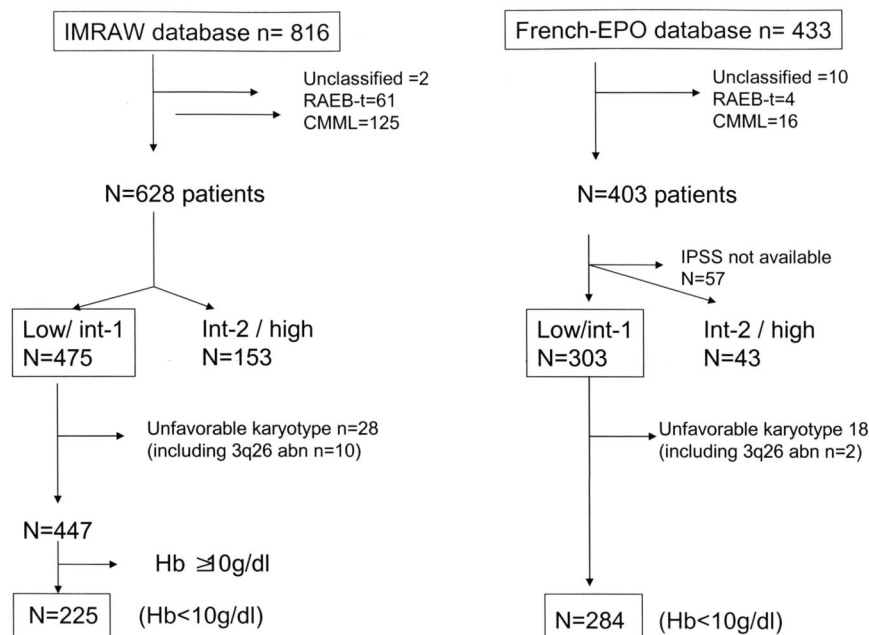 IMRAW database n= 816
Unclassified =2
RAEB-t=61
CMML=125
N=628 patients
Low/ int-1
N=475
Int-2 / high
N=153
Unfavorable karyotype n=28
(including 3q26 abn n=10)
N=447
Hb ≥10g/dl
N=225
(Hb<10g/dl)
French-EPO database n= 433
Unclassified =10
RAEB-t=4
CMML=16
N=403 patients
IPSS not available
N=57
Low/int-1
N=303
Int-2 / high
N=43
Unfavorable karyotype 18
(including 3q26 abn n=2)
N=284
(Hb<10g/dl)